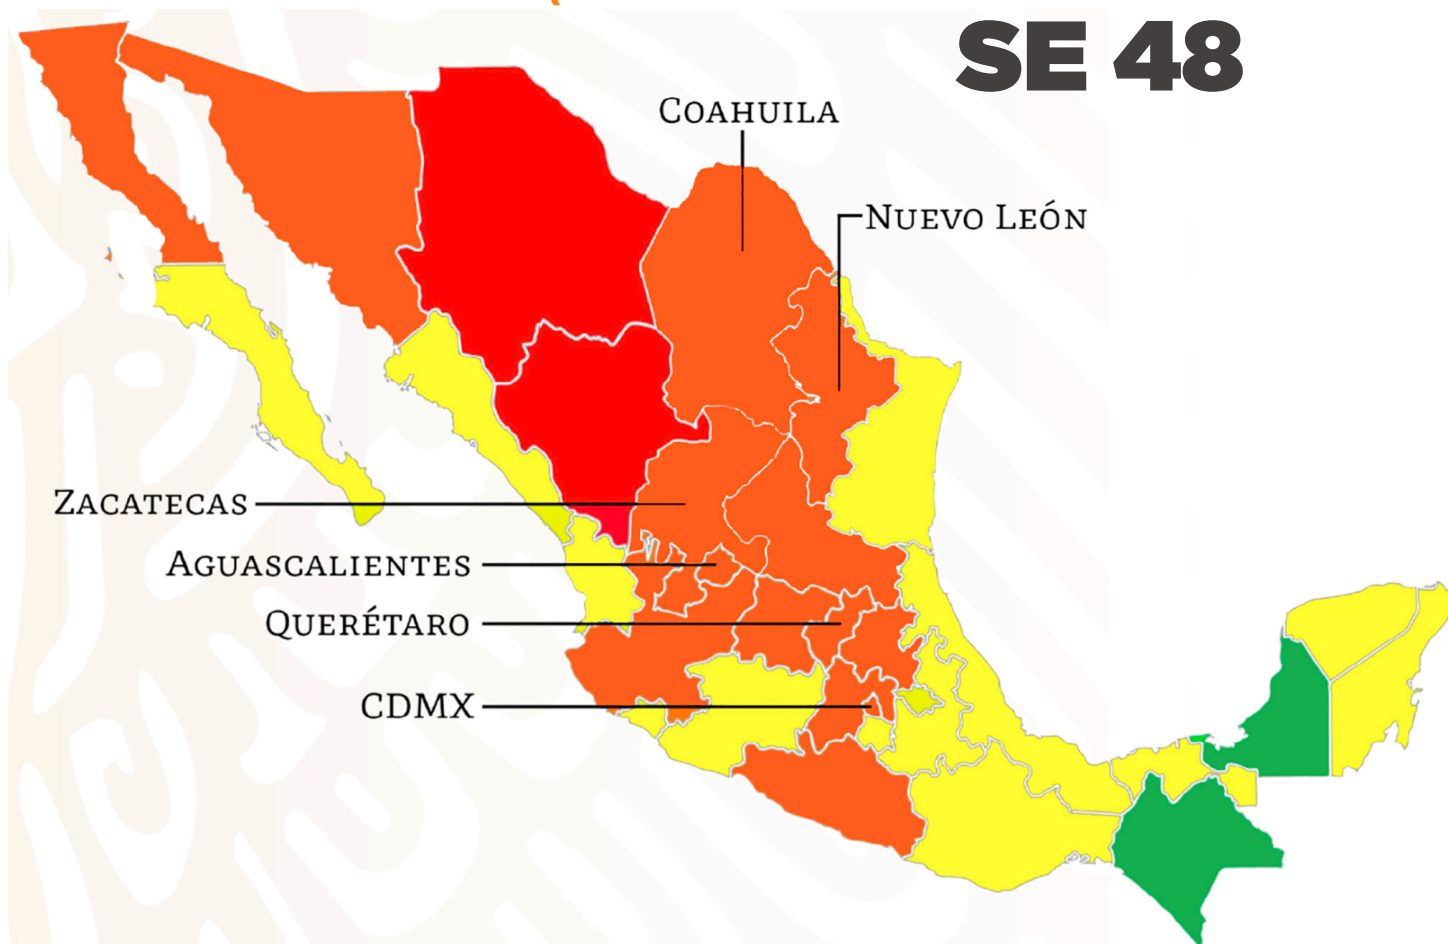 SE 48
COAHUILA
NUEVO LEÓN
ZACATECAS
AGUASCALIENTES
QUERÉTARO
CDMX